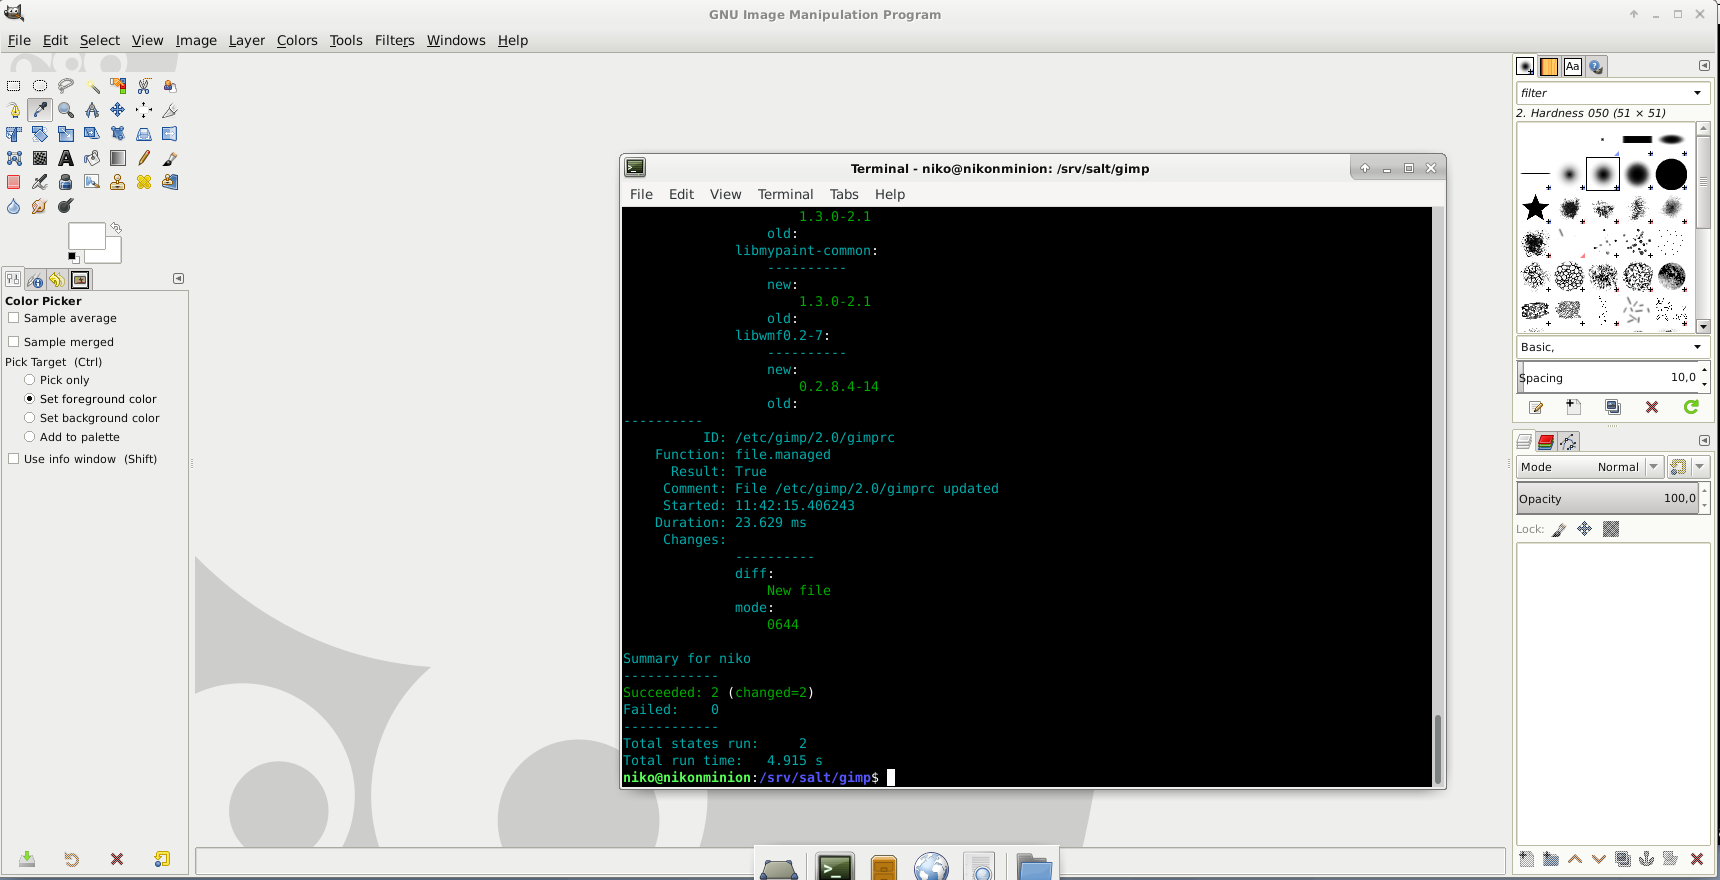 GNU Image Manipulation Program
File Edit Select View Image Layer Colors Tools Filters Windows Help
Color Picker
Sample average
Sample merged
Pick Target (Ctrl)
Pick only
Set foreground color
Set background color
Add to palette
Use info window (Shift)
Terminal - niko@nikonminion: /srv/salt/gimp
File Edit View Terminal Tabs Help
1.3.0-2.1
old:
libmypaint-common:
----------
new:
1.3.0-2.1
old:
libwmf0.2-7:
----------
new:
0.2.8.4-14
old:
----------
ID: /etc/gimp/2.0/gimprc
Function: file.managed
Result: True
Comment: File /etc/gimp/2.0/gimprc updated
Started: 11:42:15.406243
Duration: 23.629 ms
Changes:
----------
diff:
New file
mode:
0644
Summary for niko
------------
Succeeded: 2 (changed=2)
Failed: 0
------------
Total states run: 2
Total run time: 4.915 s
niko@nikonminion:/srv/salt/gimp$
Aa
filter
2. Hardness 050 (51 × 51)
Basic,
Spacing 10,0
Mode Normal
Opacity 100,0
Lock: